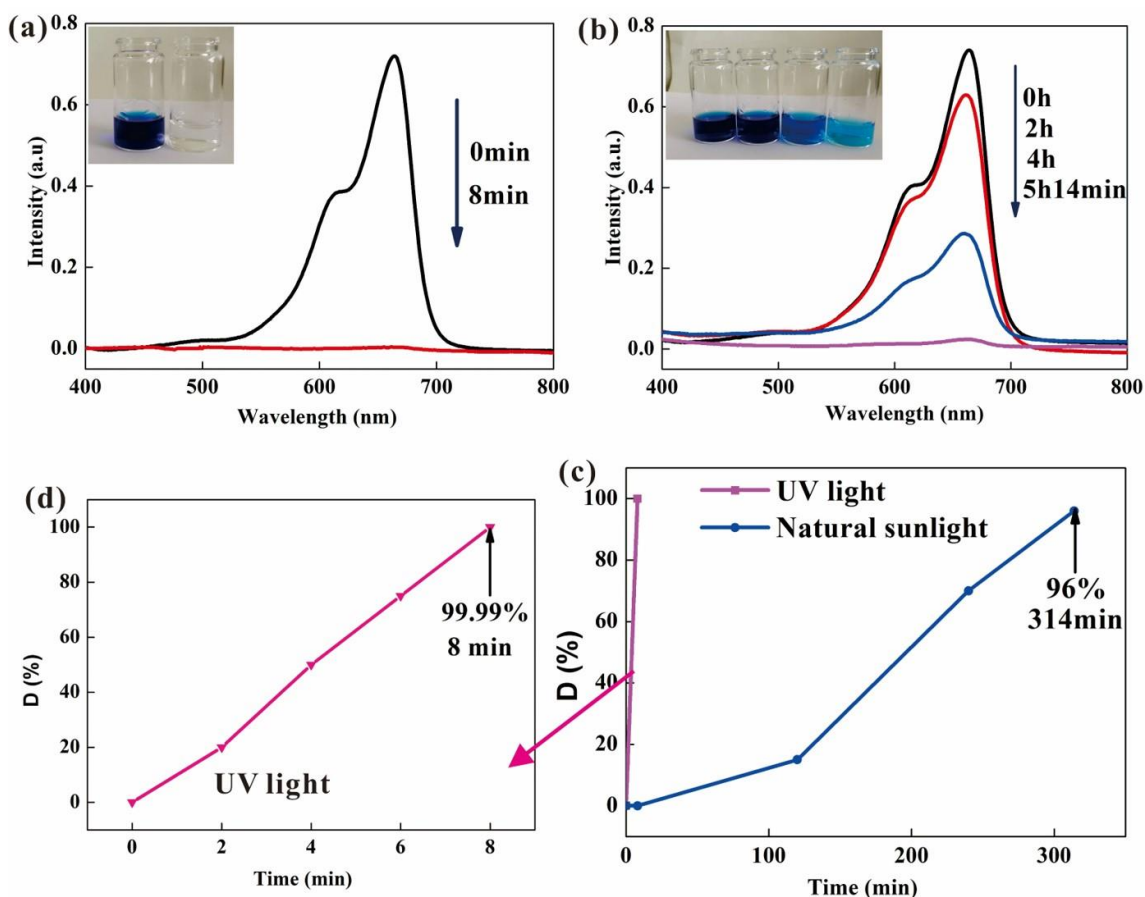 (a)
0.8
0.6
0.4
0.2
0.0
Intensity (a.u)
0min
8min
400
500
600
700
800
Wavelength (nm)
(b)
0.8
0.6
0.4
0.2
0.0
Intensity (a.u.)
0h
2h
4h
5h14min
400
500
600
700
800
Wavelength (nm)
(d)
100
80
60
40
20
0
D (%)
99.99%
8 min
UV light
0
2
4
6
8
Time (min)
(c)
100
80
60
40
20
0
D (%)
UV light
Natural sunlight
96%
314min
0
100
200
300
Time (min)